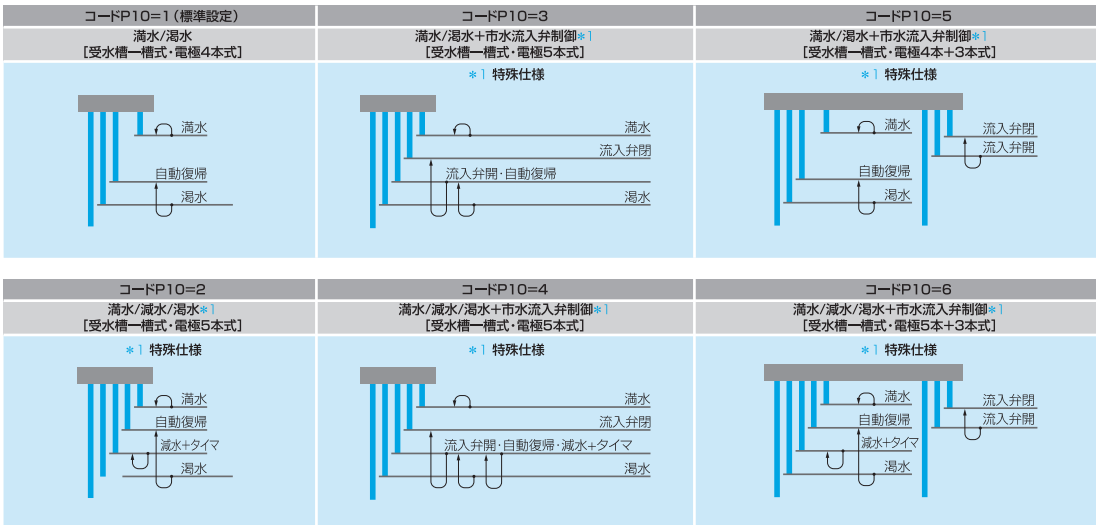 コードP10=1(標準設定)
満水/渇水
[受水槽一槽式・電極4本式]
満水
自動復帰
渇水
コードP10=3
満水/渇水+市水流入弁制御*1
[受水槽一槽式・電極5本式]
*1 特殊仕様
満水
流入弁閉
流入弁開・自動復帰
渇水
コードP10=5
満水/渇水+市水流入弁制御*1
[受水槽一槽式・電極4本+3本式]
*1 特殊仕様
満水
流入弁閉
流入弁開
自動復帰
渇水
コードP10=2
満水/減水/渇水*1
[受水槽一槽式・電極5本式]
*1 特殊仕様
満水
自動復帰
減水+タイマ
渇水
コードP10=4
満水/減水/渇水+市水流入弁制御*1
[受水槽一槽式・電極5本式]
*1 特殊仕様
満水
流入弁閉
流入弁開・自動復帰・減水+タイマ
渇水
コードP10=6
満水/減水/渇水+市水流入弁制御*1
[受水槽一槽式・電極5本+3本式]
*1 特殊仕様
満水
流入弁閉
自動復帰
流入弁開
減水+タイマ
渇水